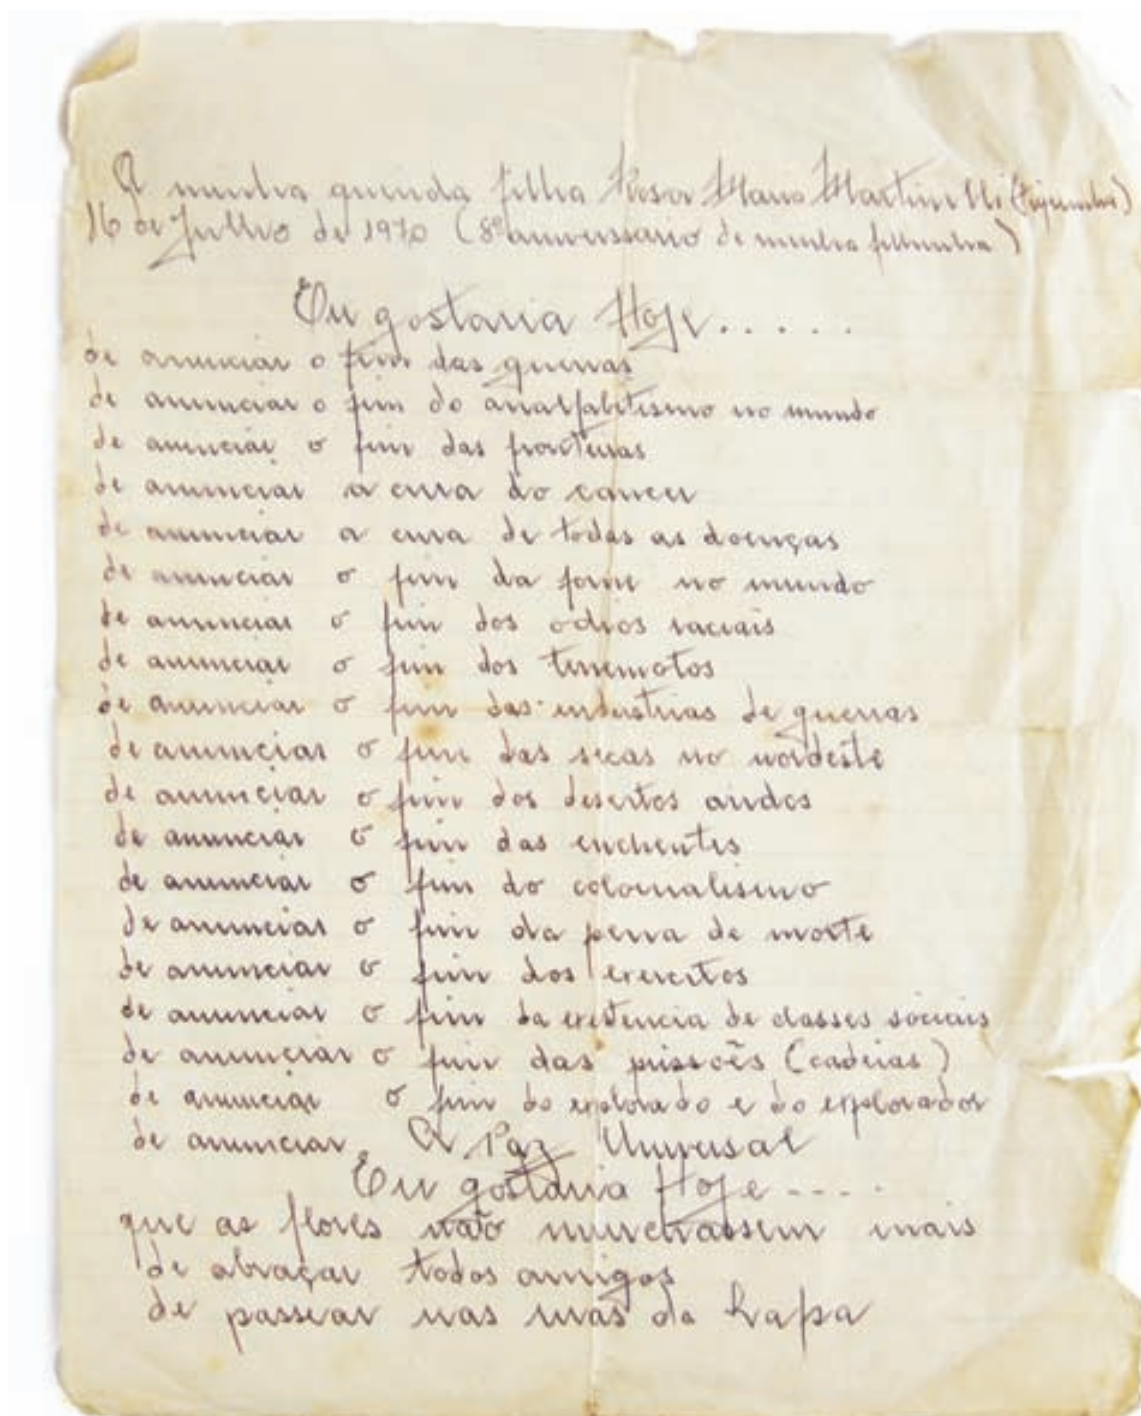 A minha querida filha Rosa Maria Martinelli
16 de Julho de 1970 (8º aniverssario de minha filhinha)
Eu gostaria Hoje.....
de anunciar o fim das guerras
de anunciar o fim do analfabetismo no mundo
de anunciar o fim das fronteiras
de anunciar a cura do cancer
de anunciar a cura de todas as doenças
de anunciar o fim da fome no mundo
de anunciar o fim dos odios raciais
de anunciar o fim dos terremotos
de anunciar o fim das industrias de guerras
de anunciar o fim das secas no nordeste
de anunciar o fim dos desertos aridos
de anunciar o fim das enchentes
de anunciar o fim do colonialismo
de anunciar o fim da pena de morte
de anunciar o fim dos exercitos
de anunciar o fim da existencia de classes sociais
de anunciar o fim das prissões (cadeias)
de anunciar o fim do explorado e do explorador
de anunciar A Paz Universal
Eu gostaria Hoje----
que as flores não murchassem mais
de abraçar todos amigos
de passear nas ruas da Lapa